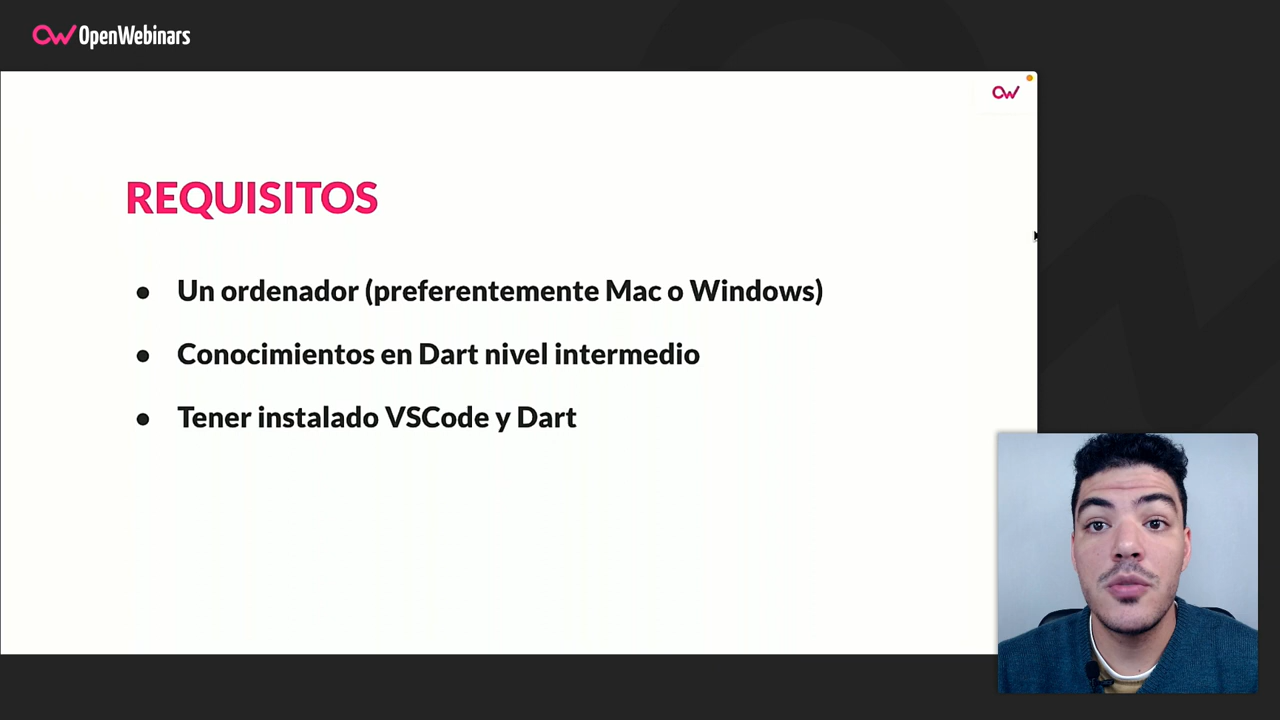 OpenWebinars
REQUISITOS
● Un ordenador (preferentemente Mac o Windows)
● Conocimientos en Dart nivel intermedio
● Tener instalado VSCode y Dart